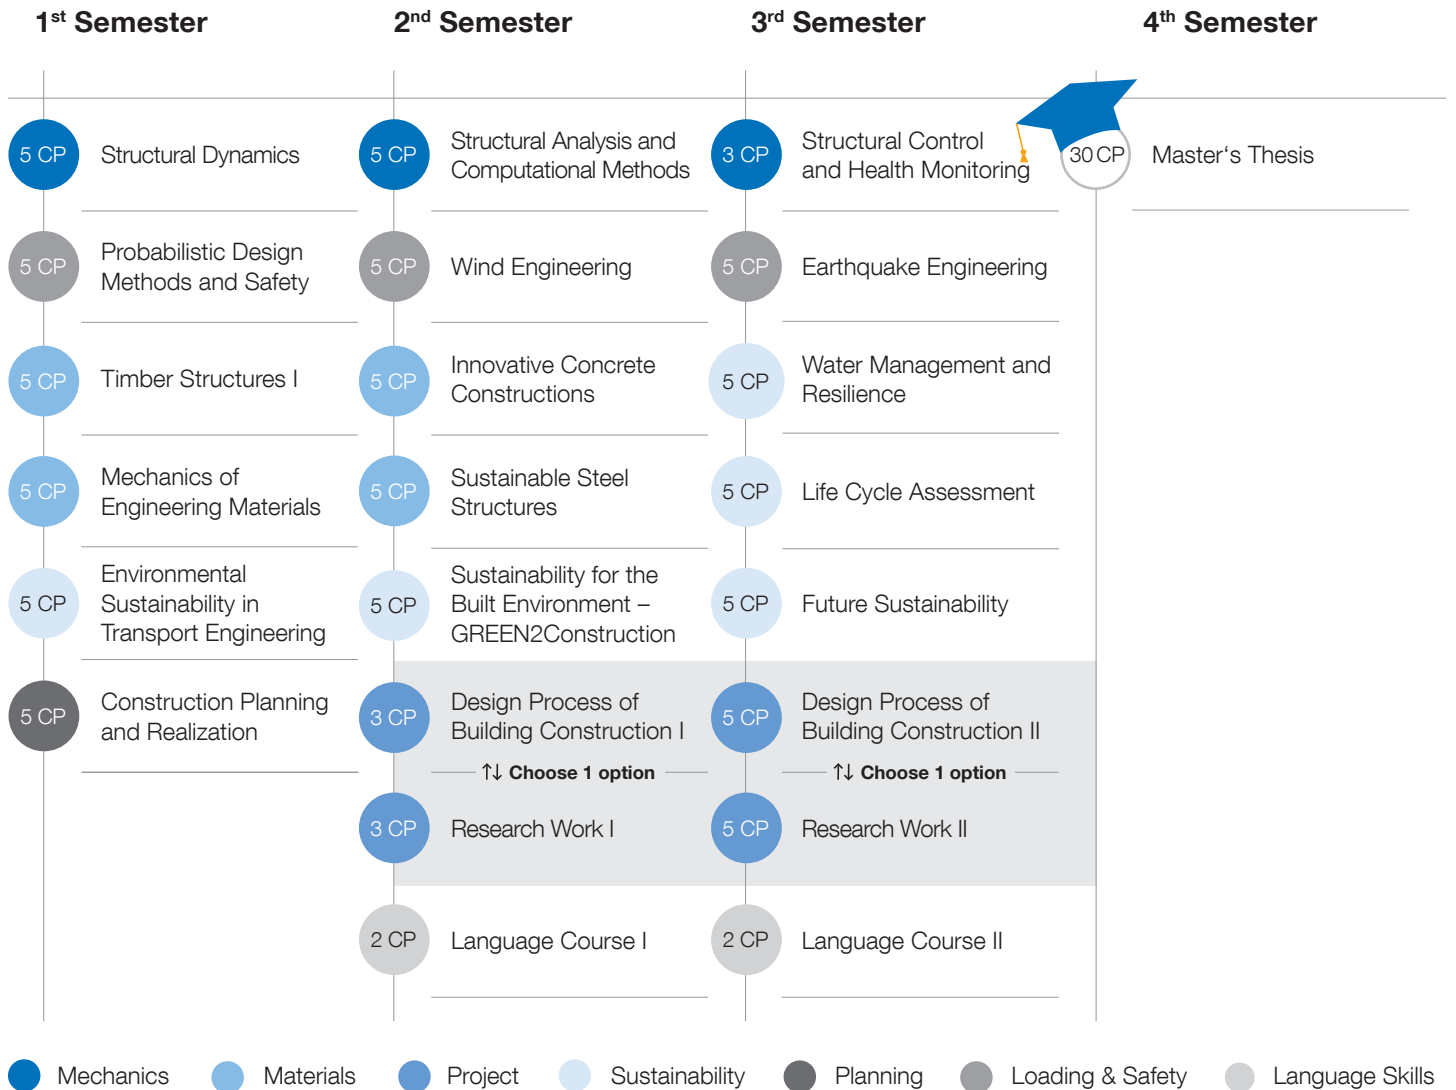 1st Semester
2nd Semester
3rd Semester
4th Semester
5 CP
Structural Dynamics
5 CP
Probabilistic Design
Methods and Safety
5 CP
Timber Structures I
5 CP
Mechanics of
Engineering Materials
5 CP
Environmental
Sustainability in
Transport Engineering
5 CP
Construction Planning
and Realization
5 CP
Structural Analysis and
Computational Methods
5 CP
Wind Engineering
5 CP
Innovative Concrete
Constructions
5 CP
Sustainable Steel
Structures
5 CP
Sustainability for the
Built Environment –
GREEN2Construction
3 CP
Design Process of
Building Construction I
↑↓ Choose 1 option
3 CP
Research Work I
2 CP
Language Course I
3 CP
Structural Control
and Health Monitoring
5 CP
Earthquake Engineering
5 CP
Water Management and
Resilience
5 CP
Life Cycle Assessment
5 CP
Future Sustainability
5 CP
Design Process of
Building Construction II
↑↓ Choose 1 option
5 CP
Research Work II
2 CP
Language Course II
30 CP
Master‘s Thesis
Mechanics
Materials
Project
Sustainability
Planning
Loading & Safety
Language Skills